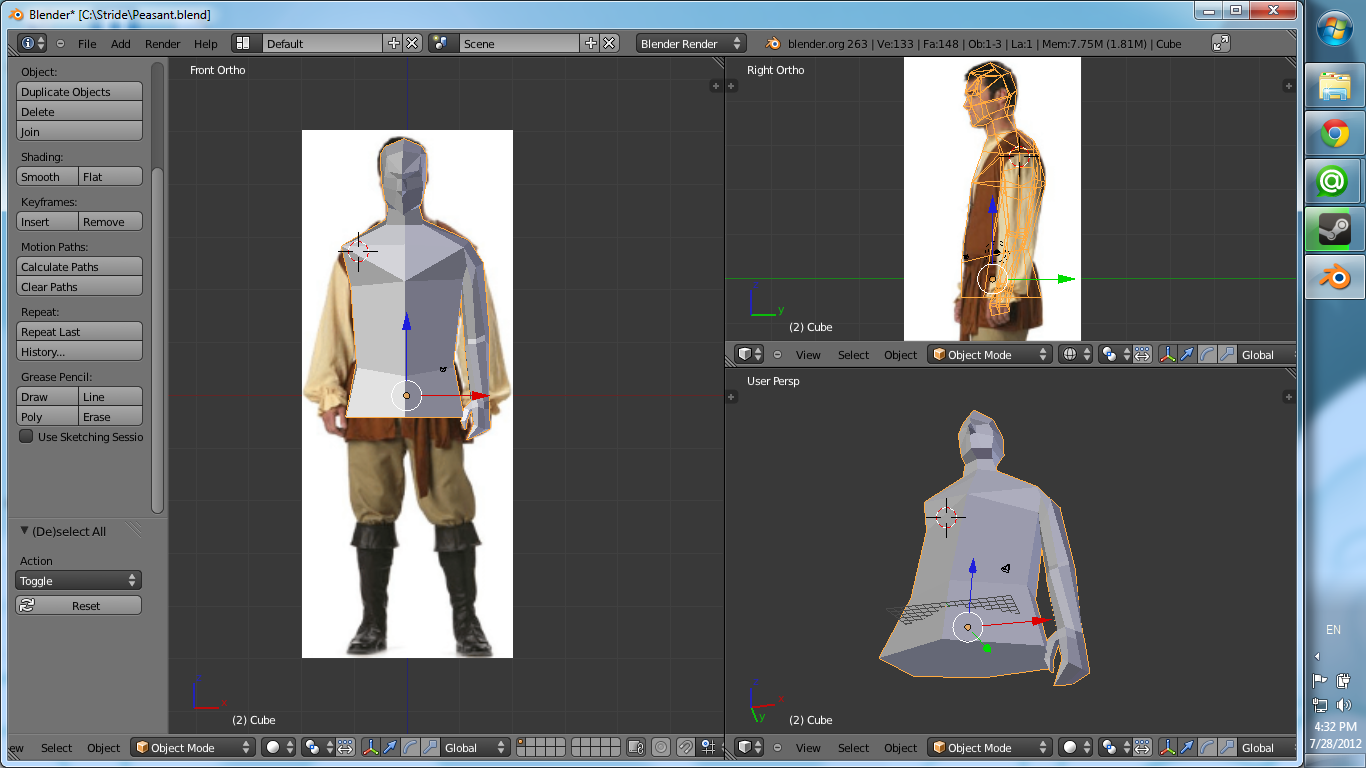 Blender* [C:\Stride\Peasant.blend]
File Add Render Help Default Scene Blender Render blender.org 263 | Ve:133 | Fa:148 | Ob:1-3 | La:1 | Mem:7.75M (1.81M) | Cube
Object:
Duplicate Objects
Delete
Join
Shading:
Smooth Flat
Keyframes:
Insert Remove
Motion Paths:
Calculate Paths
Clear Paths
Repeat:
Repeat Last
History...
Grease Pencil:
Draw Line
Poly Erase
Use Sketching Sessio
(De)select All
Action
Toggle
Reset
Front Ortho
z
x
(2) Cube
ew Select Object Object Mode Global
Right Ortho
z
y
(2) Cube
View Select Object Object Mode Global
User Persp
z
x
y
(2) Cube
View Select Object Object Mode Global
EN
4:32 PM
7/28/2012